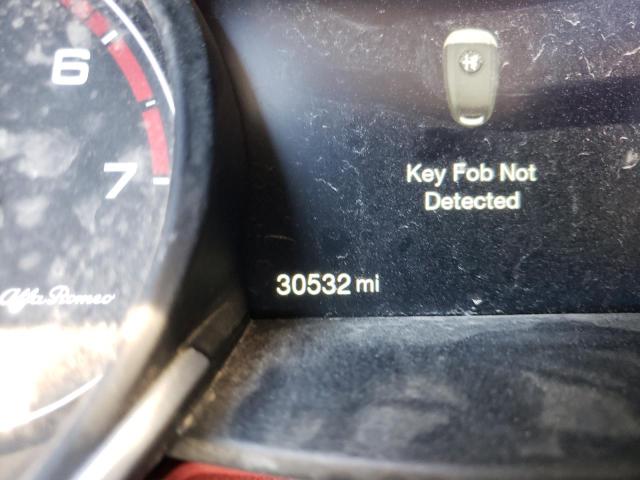 6
7
Alfa Romeo
Key Fob Not
Detected
30532 mi